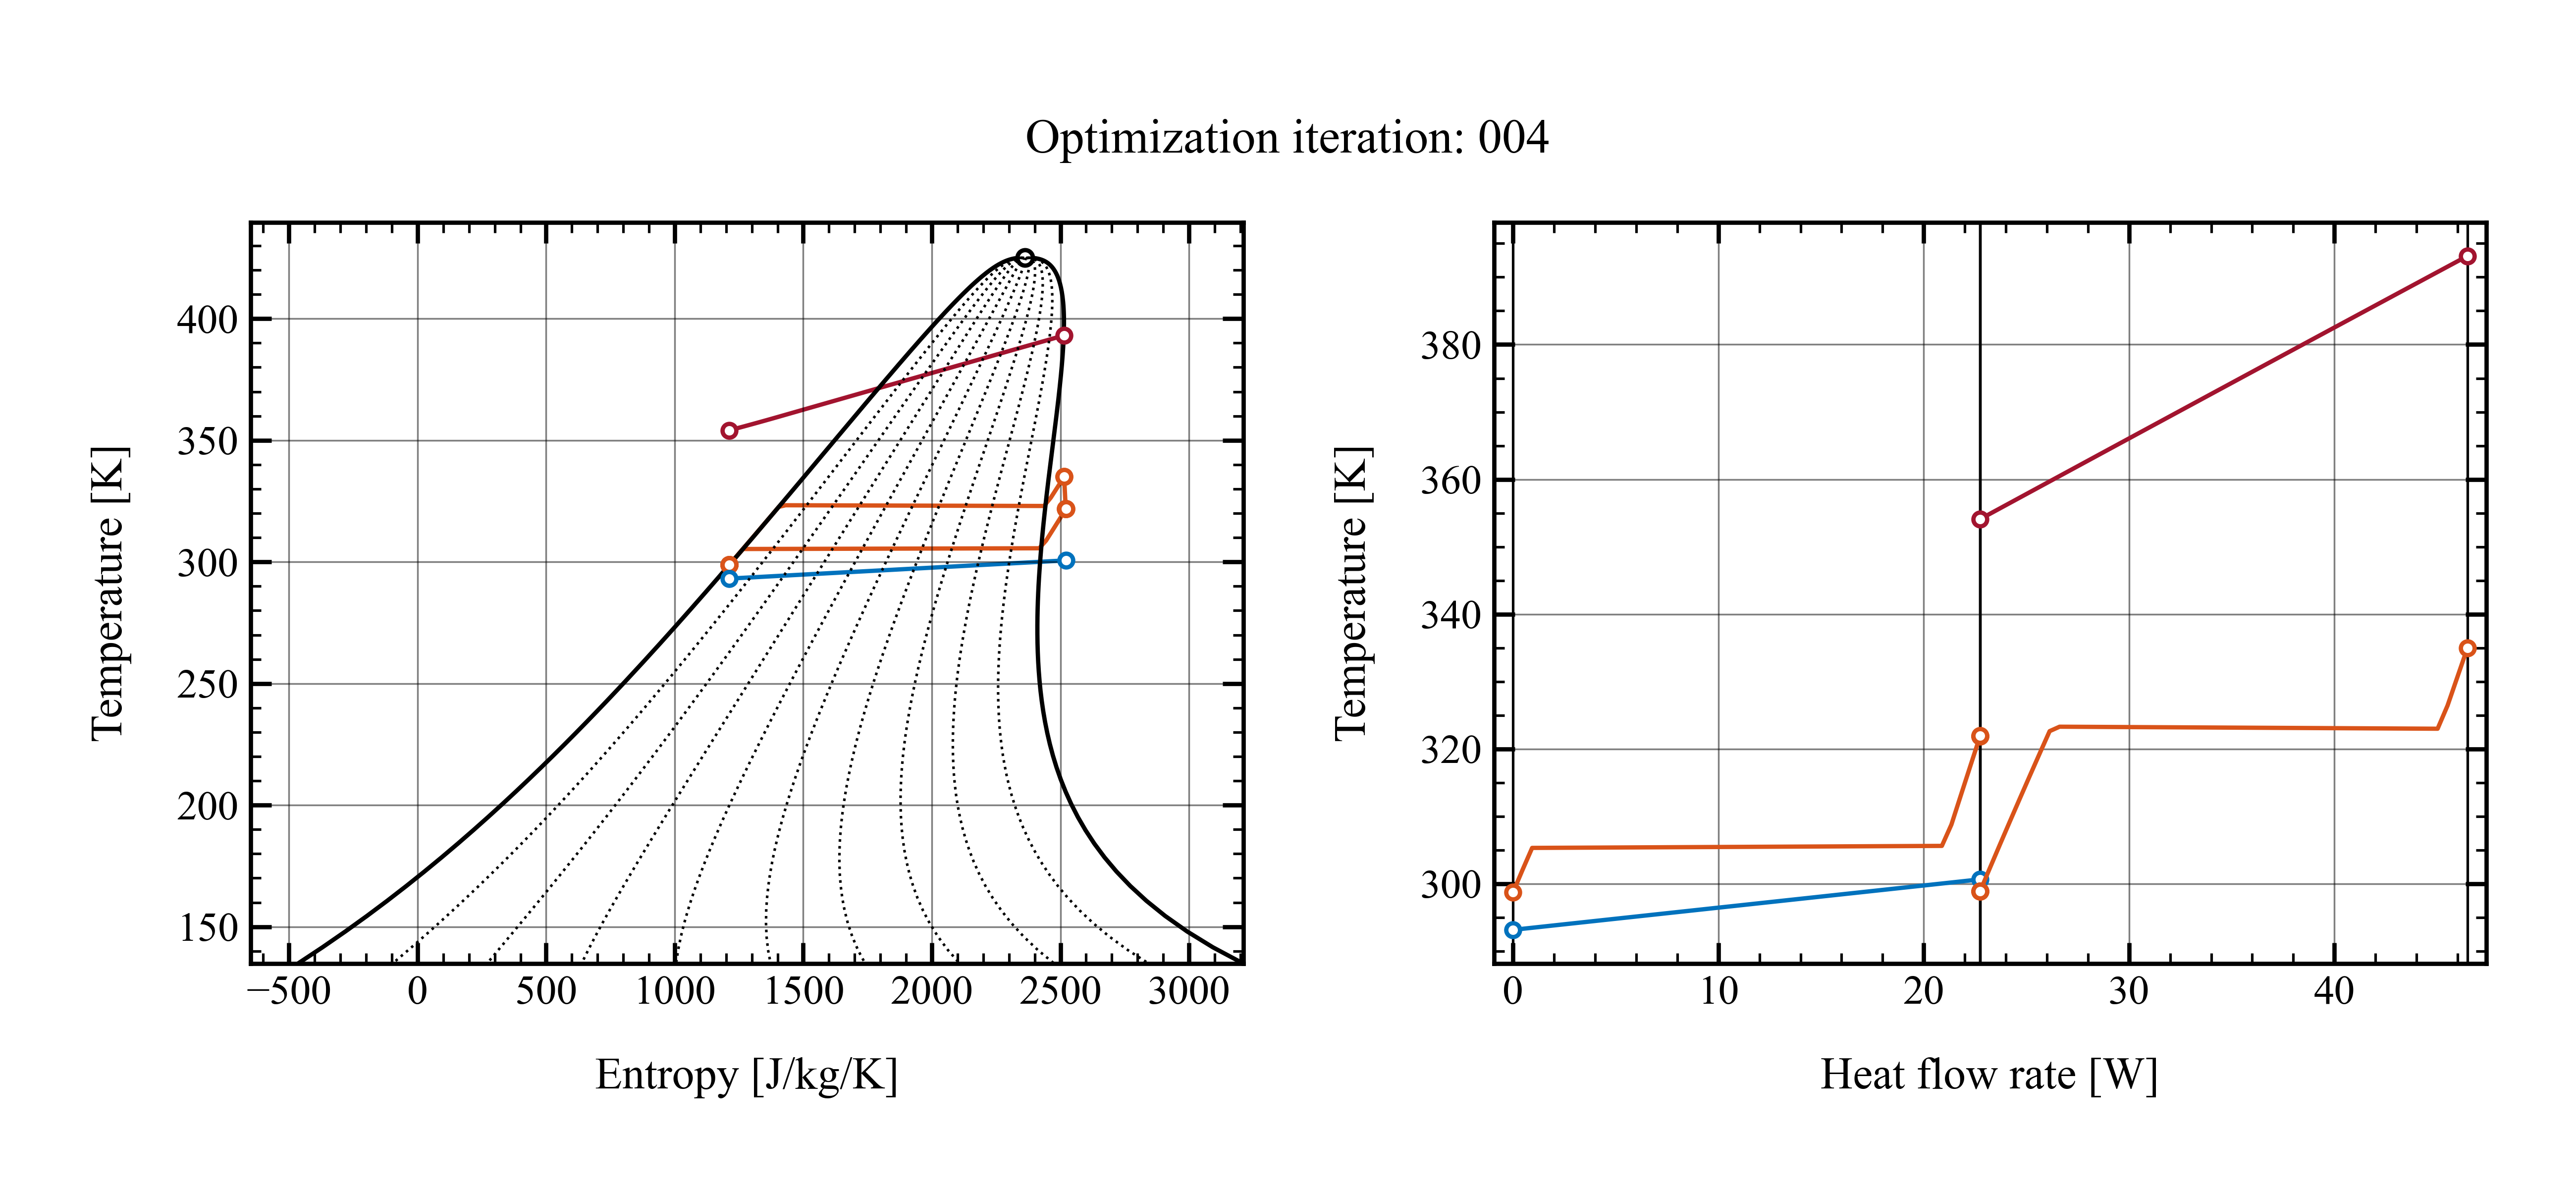 Optimization iteration: 004
Temperature [K]
400
350
300
250
200
150
−500 0 500 1000 1500 2000 2500 3000
Entropy [J/kg/K]
Temperature [K]
380
360
340
320
300
0 10 20 30 40
Heat flow rate [W]